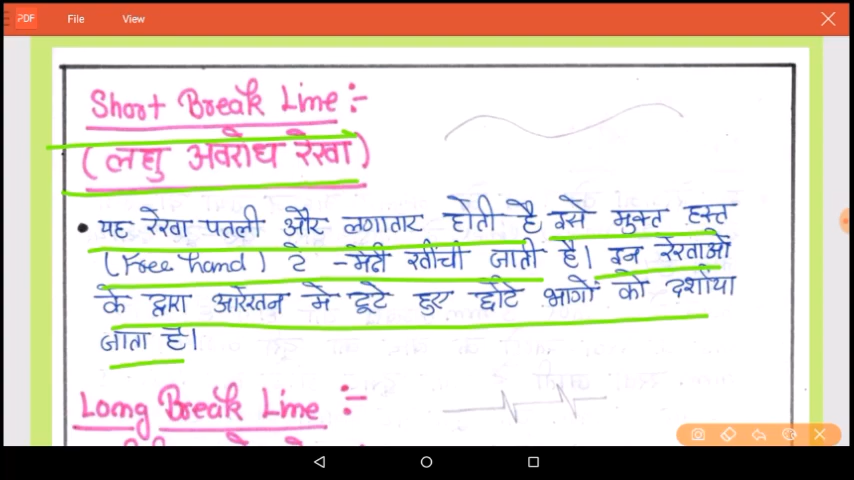 PDF File View
Short Break Line :-
(लघु अवरोध रेखा)
• यह रेखा पतली और लगातार होती है इसे मुक्त हस्त
(Free hand) टे -मेढी खींची जाती है। इन रेखाओं
के द्वारा आरेखन मे टूटे हुए छोटे भागों को दर्शाया
जाता है।
Long Break Line :-